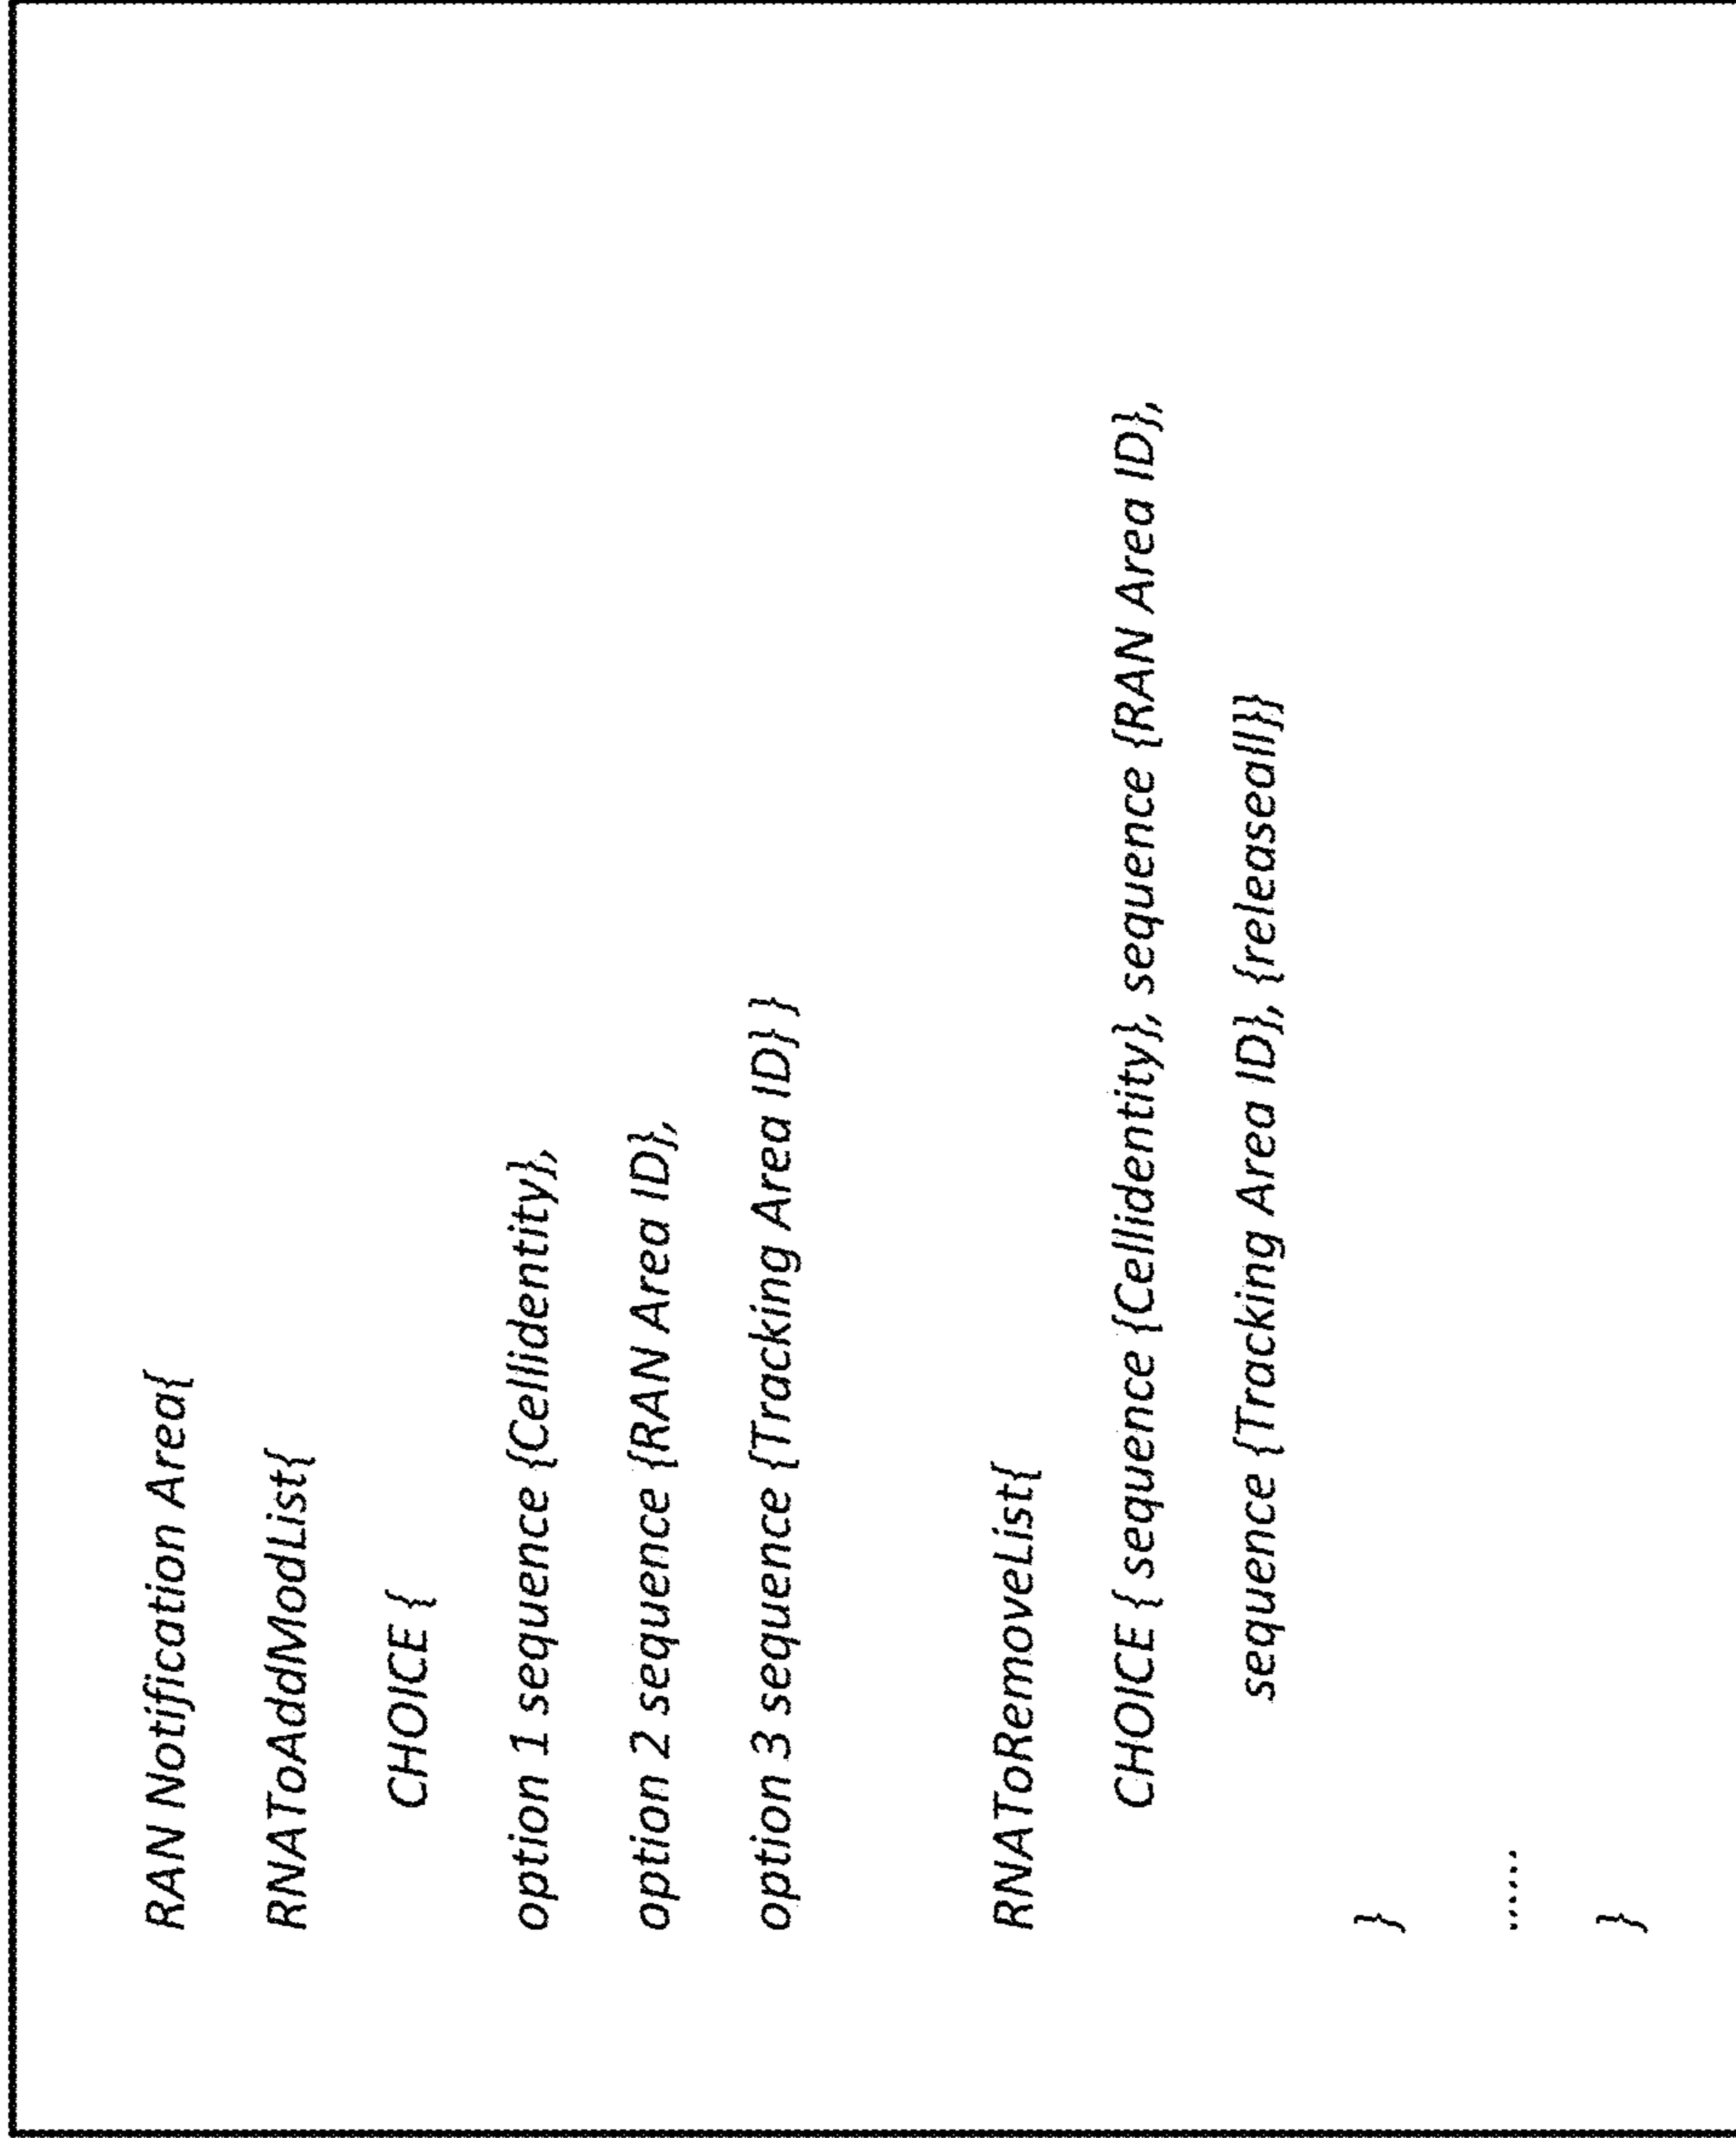 RAN Notification Area{
RNAToAddModList{
CHOICE {
option 1 sequence {Cellidentity},
option 2 sequence {RAN Area ID},
option 3 sequence {Tracking Area ID} }
RNAToRemoveList{
CHOICE { sequence {Cellidentity}, sequence {RAN Area ID},
sequence {Tracking Area ID}, {releaseall}}
}
......
}